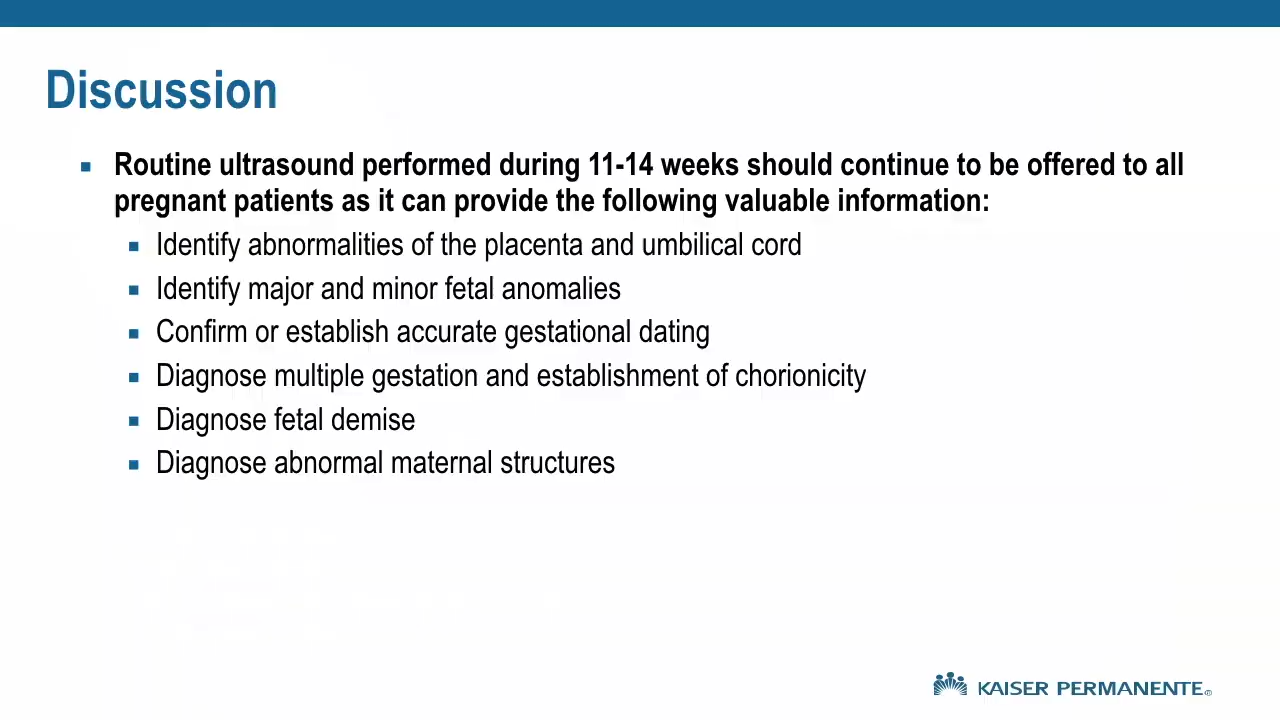 Discussion
Routine ultrasound performed during 11-14 weeks should continue to be offered to all
pregnant patients as it can provide the following valuable information:
Identify abnormalities of the placenta and umbilical cord
Identify major and minor fetal anomalies
Confirm or establish accurate gestational dating
Diagnose multiple gestation and establishment of chorionicity
Diagnose fetal demise
Diagnose abnormal maternal structures
KAISER PERMANENTE®